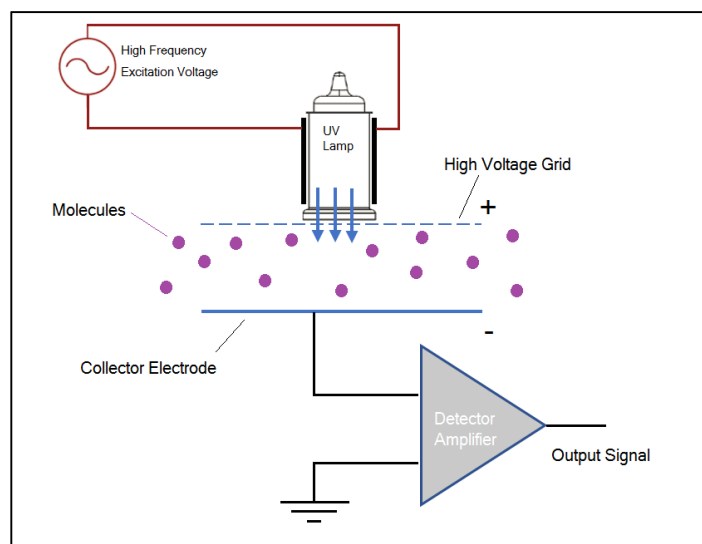 High Frequency
Excitation Voltage
UV
Lamp
High Voltage Grid
+
Molecules
-
Collector Electrode
Detector
Amplifier
Output Signal